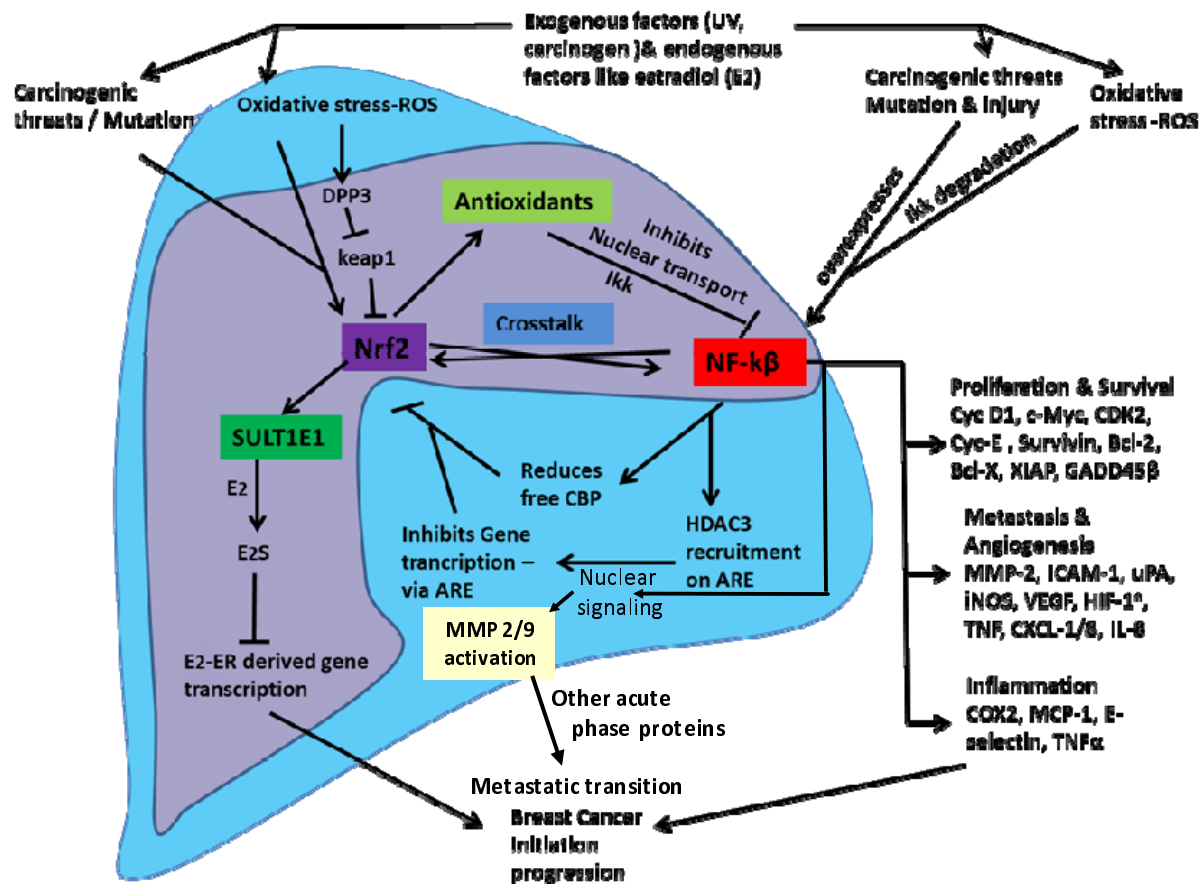 Exogenous factors (UV,
carcinogen )& endogenous
factors like estradiol (E2)
Carcinogenic
threats / Mutation
Oxidative stress-ROS
Carcinogenic threats
Mutation & injury
Oxidative
stress -ROS
DPP3
keap1
Antioxidants
Inhibits
Nuclear transport
Ikk
overexpresses
Ikk degradation
Crosstalk
Nrf2
NF-kβ
SULT1E1
E2
E2S
E2-ER derived gene
transcription
Reduces
free CBP
Inhibits Gene
trancription –
via ARE
HDAC3
recruitment
on ARE
Nuclear
signaling
MMP 2/9
activation
Other acute
phase proteins
Metastatic transition
Breast Cancer
Initiation
progression
Proliferation & Survival
Cyc D1, c-Myc, CDK2,
Cyc-E , Survivin, Bcl-2,
Bcl-X, XIAP, GADD45β
Metastasis &
Angiogenesis
MMP-2, ICAM-1, uPA,
iNOS, VEGF, HIF-1ᵅ,
TNF, CXCL-1/8, IL-8
Inflammation
COX2, MCP-1, E-
selectin, TNFα